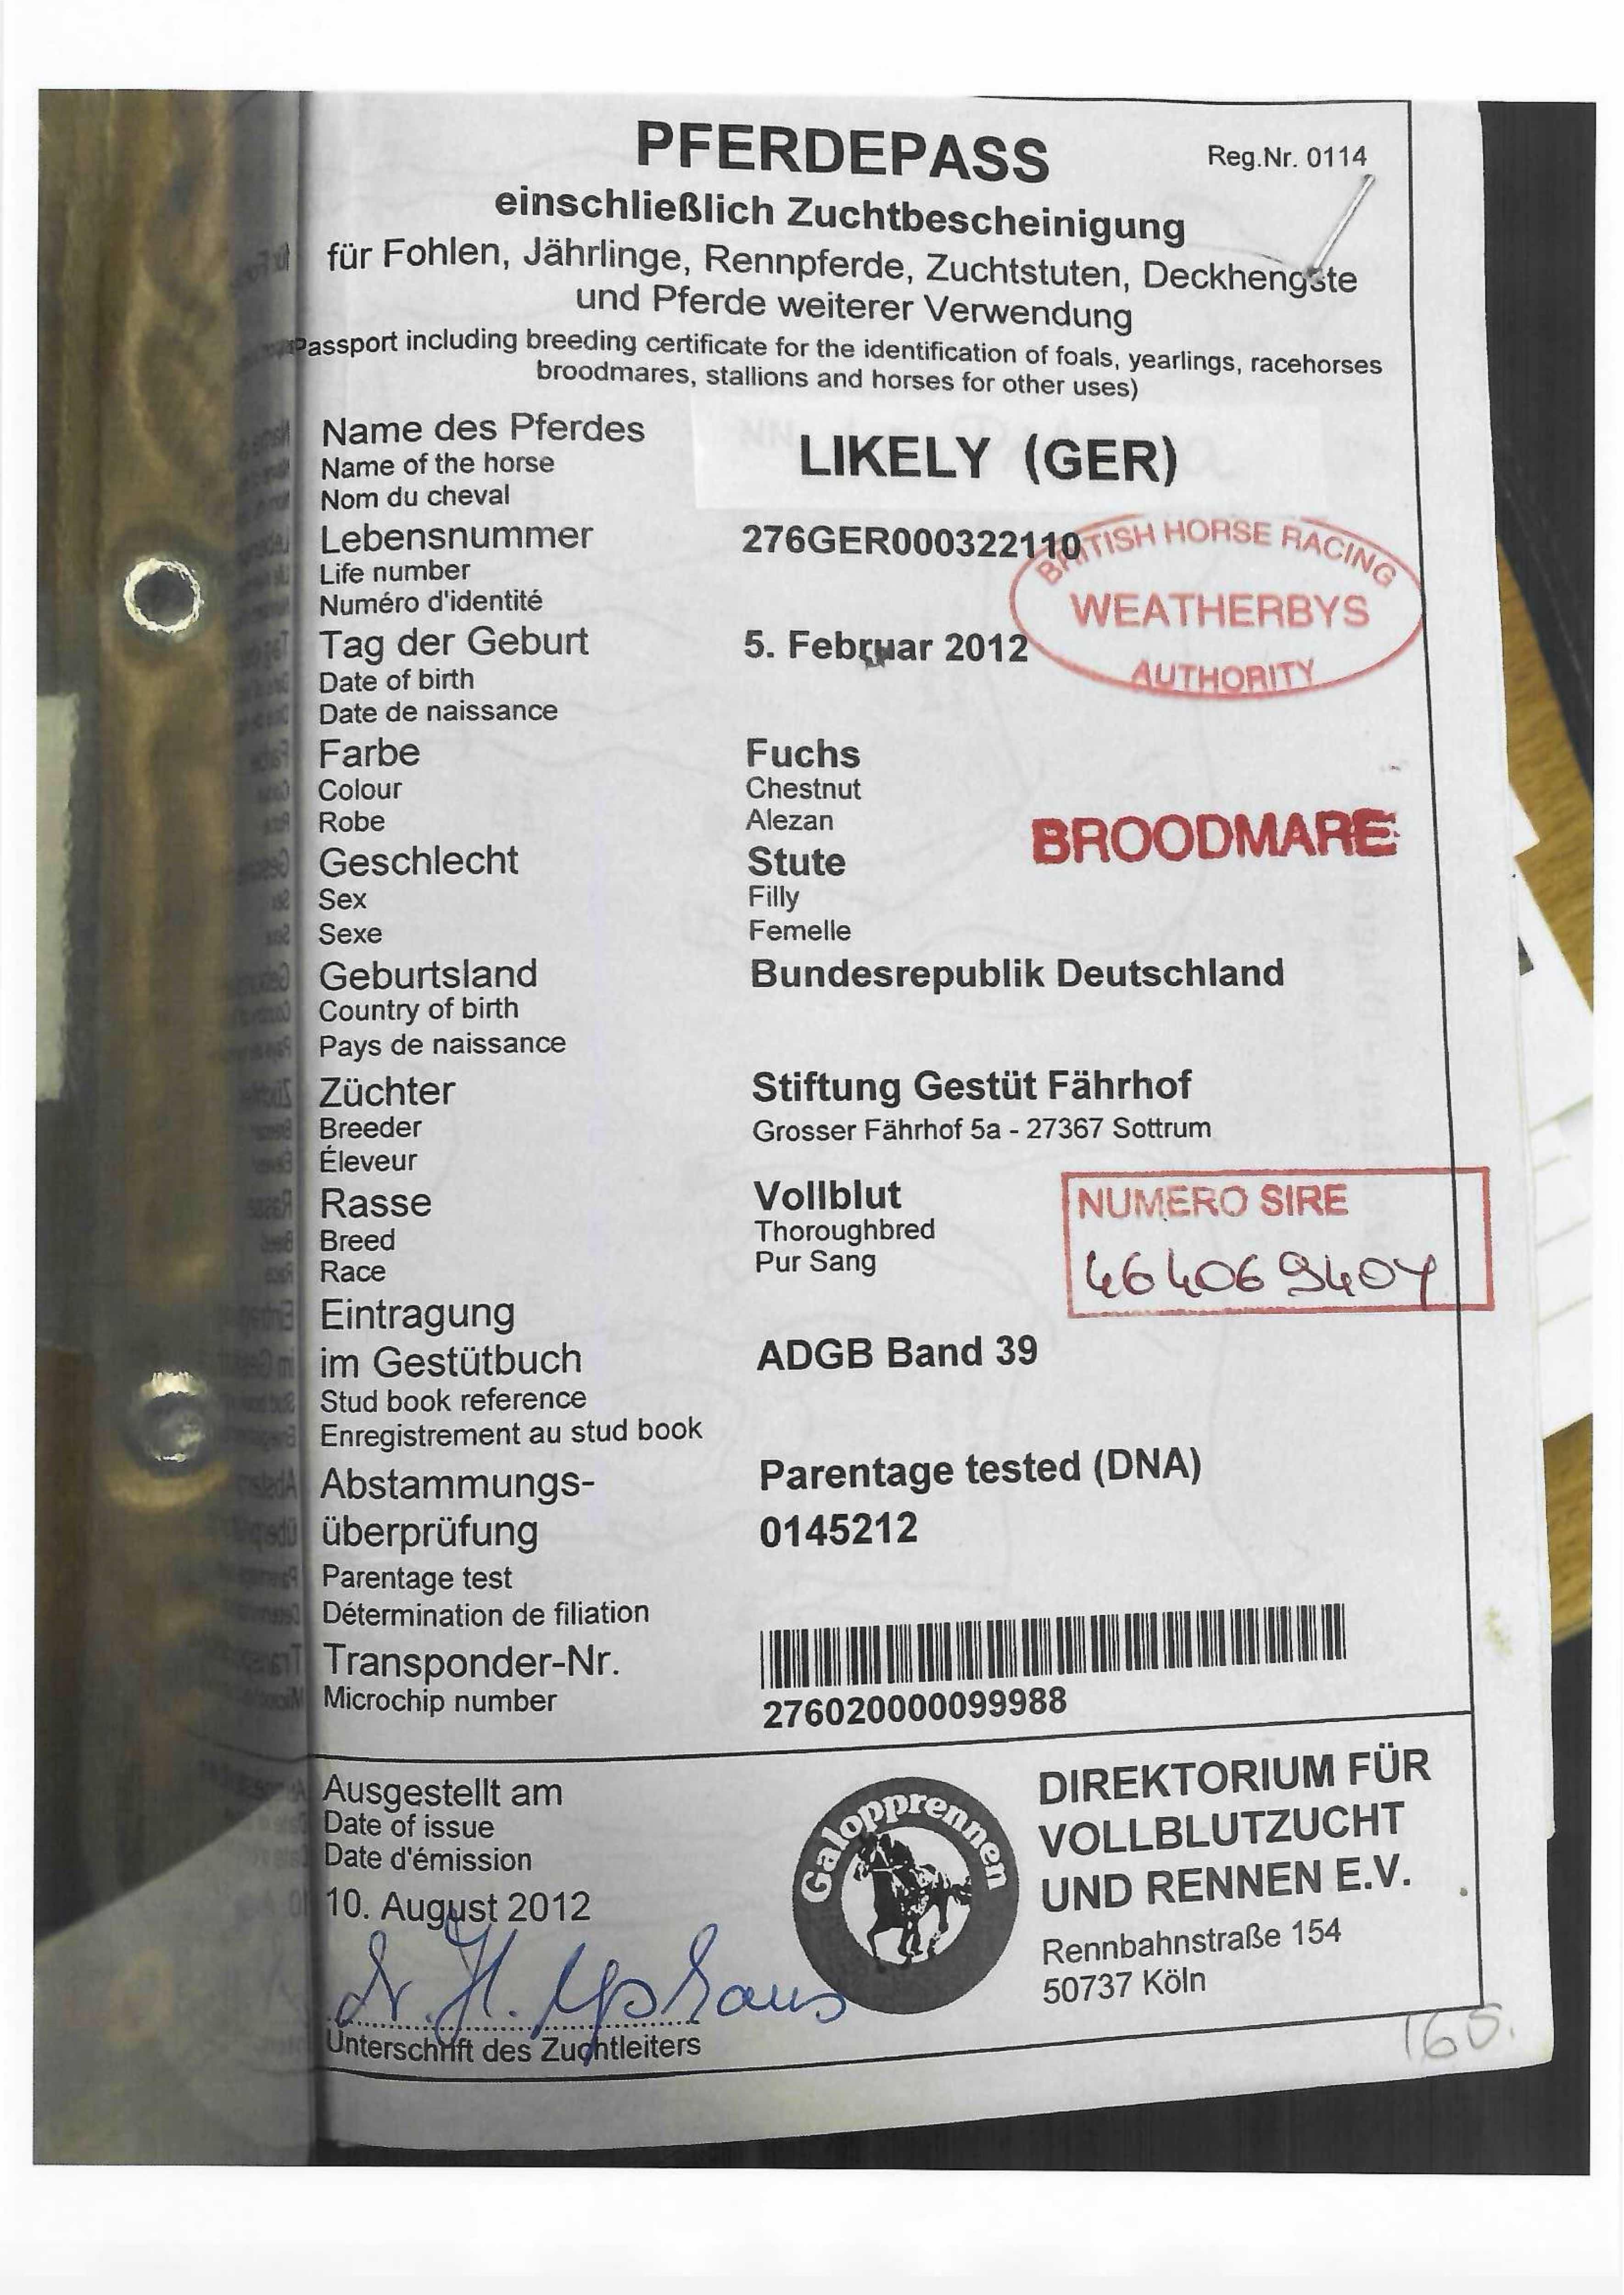 PFERDEPASS
Reg.Nr. 0114
einschließlich Zuchtbescheinigung
für Fohlen, Jährlinge, Rennpferde, Zuchtstuten, Deckhengste
und Pferde weiterer Verwendung
Passport including breeding certificate for the identification of foals, yearlings, racehorses
broodmares, stallions and horses for other uses)
Name des Pferdes
Name of the horse
Nom du cheval
LIKELY (GER)
Lebensnummer
Life number
Numéro d'identité
276GER000322110
BRITISH HORSE RACING
WEATHERBYS
AUTHORITY
Tag der Geburt
Date of birth
Date de naissance
5. Februar 2012
Farbe
Colour
Robe
Fuchs
Chestnut
Alezan
BROODMARE
Geschlecht
Sex
Sexe
Stute
Filly
Femelle
Geburtsland
Country of birth
Pays de naissance
Bundesrepublik Deutschland
Züchter
Breeder
Éleveur
Stiftung Gestüt Fährhof
Grosser Fährhof 5a - 27367 Sottrum
Rasse
Breed
Race
Vollblut
Thoroughbred
Pur Sang
NUMERO SIRE
Eintragung
im Gestütbuch
Stud book reference
Enregistrement au stud book
ADGB Band 39
Abstammungs-
überprüfung
Parentage test
Détermination de filiation
Parentage tested (DNA)
0145212
Transponder-Nr.
Microchip number
276020000099988
Ausgestellt am
Date of issue
Date d'émission
10. August 2012
Unterschrift des Zuchtleiters
Galopprennen
DIREKTORIUM FÜR
VOLLBLUTZUCHT
UND RENNEN E.V.
Rennbahnstraße 154
50737 Köln